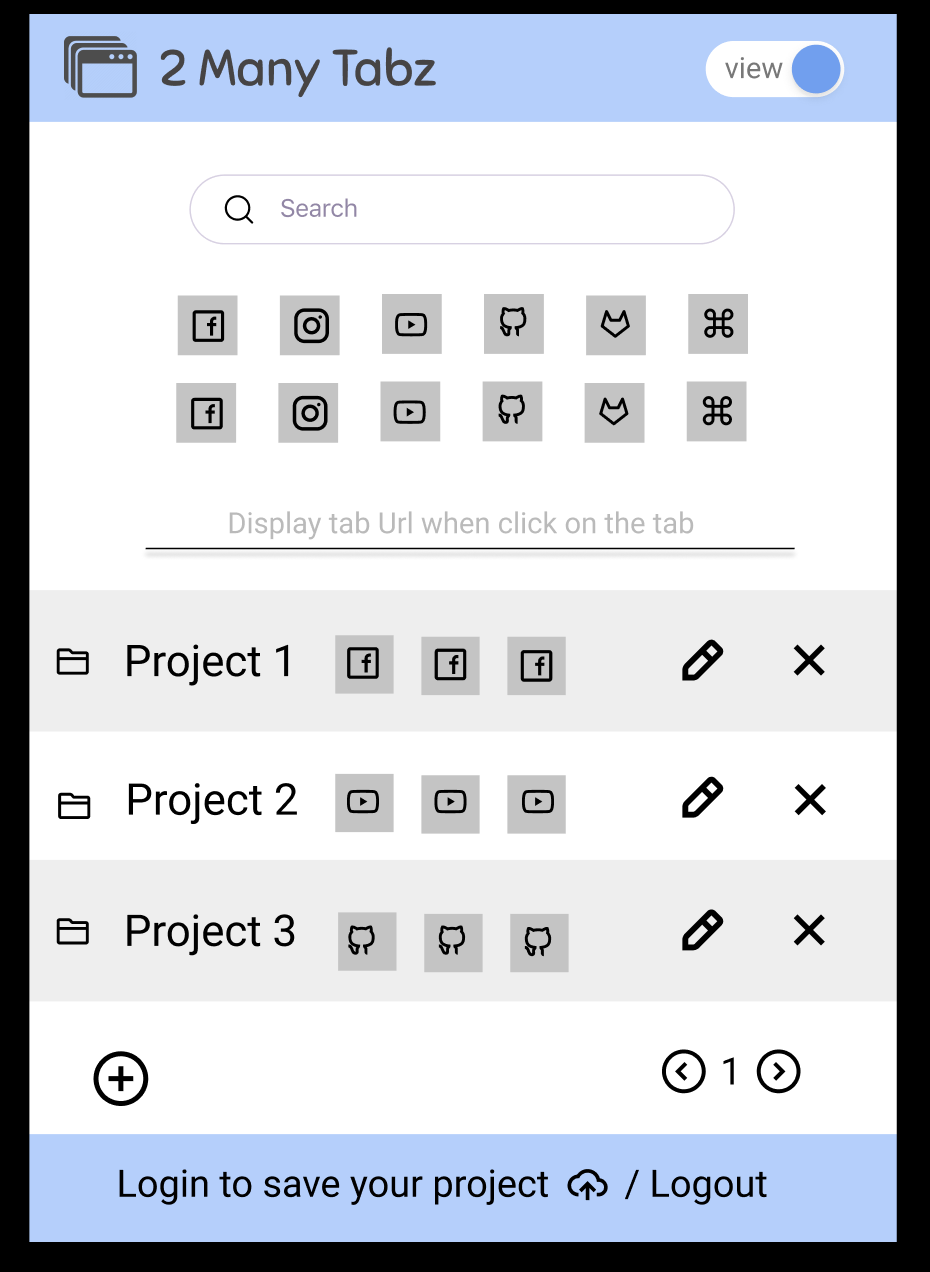 2 Many Tabz
view
Search
Display tab Url when click on the tab
Project 1
Project 2
Project 3
1
Login to save your project / Logout